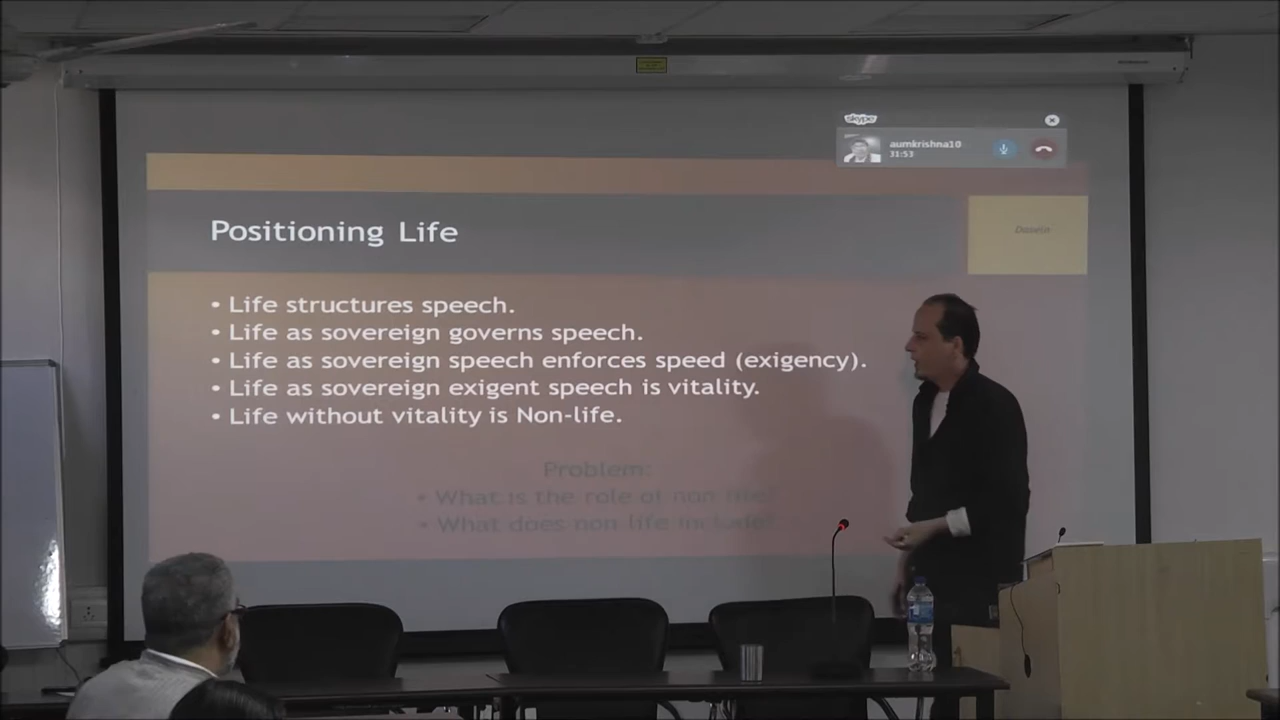 skype
aumkrishna10
31:53
Positioning Life
Dasein
• Life structures speech.
• Life as sovereign governs speech.
• Life as sovereign speech enforces speed (exigency).
• Life as sovereign exigent speech is vitality.
• Life without vitality is Non-life.
Problem:
• What is the role of non life?
• What does non life include?